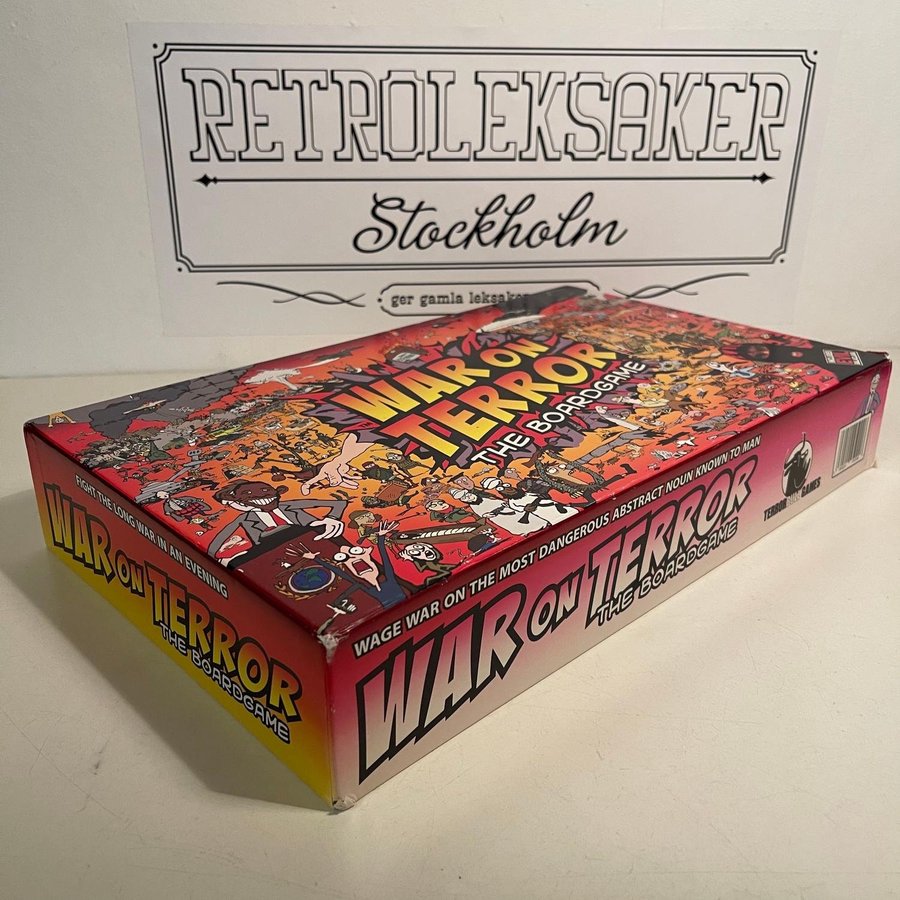 RETROLEKSAKER
Stockholm
ger gamla leksaker
WAR ON
TERROR
THE BOARDGAME
FIGHT THE LONG WAR IN AN EVENING
WAR ON TERROR
THE BOARDGAME
WAGE WAR ON THE MOST DANGEROUS ABSTRACT NOUN KNOWN TO MAN
WAR ON TERROR
THE BOARDGAME
TERRORBULL GAMES